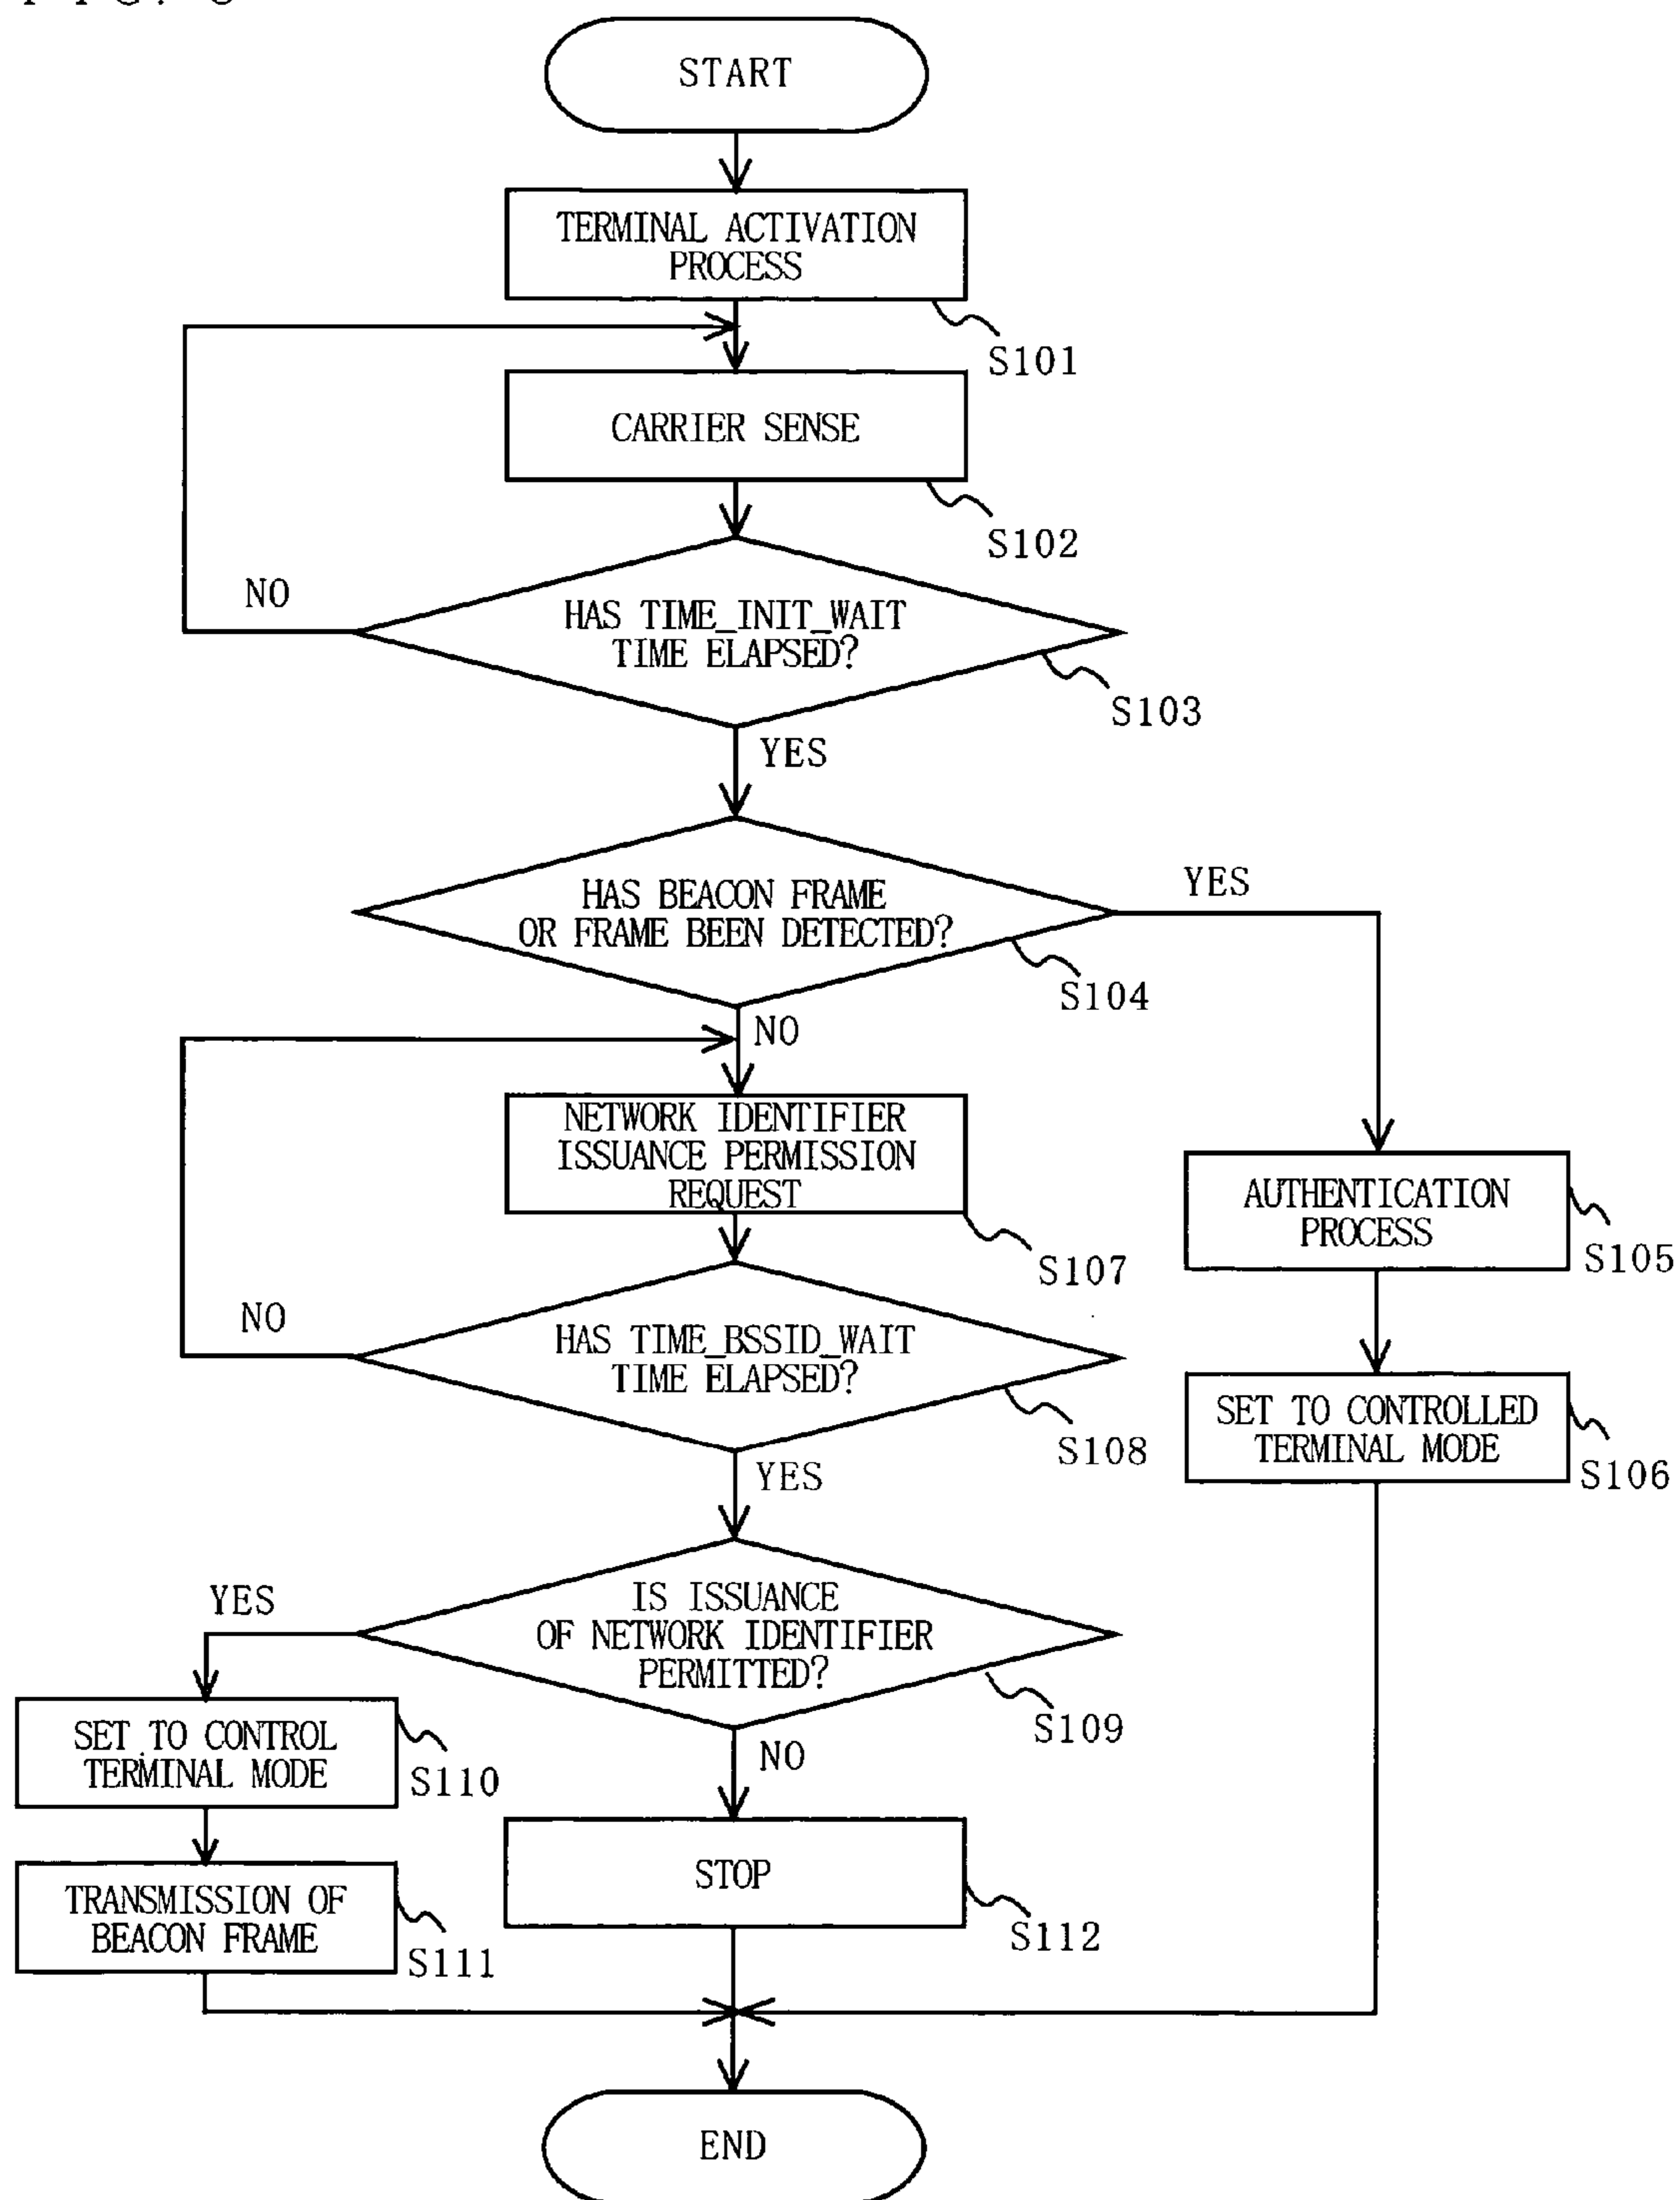 START
TERMINAL ACTIVATION
PROCESS
S101
CARRIER SENSE
S102
NO
HAS TIME_INIT_WAIT
TIME ELAPSED?
S103
YES
HAS BEACON FRAME
OR FRAME BEEN DETECTED?
YES
S104
NO
NETWORK IDENTIFIER
ISSUANCE PERMISSION
REQUEST
S107
AUTHENTICATION
PROCESS
S105
NO
HAS TIME_BSSID_WAIT
TIME ELAPSED?
S108
SET TO CONTROLLED
TERMINAL MODE
S106
YES
YES
IS ISSUANCE
OF NETWORK IDENTIFIER
PERMITTED?
S109
SET TO CONTROL
TERMINAL MODE
S110
NO
TRANSMISSION OF
BEACON FRAME
S111
STOP
S112
END